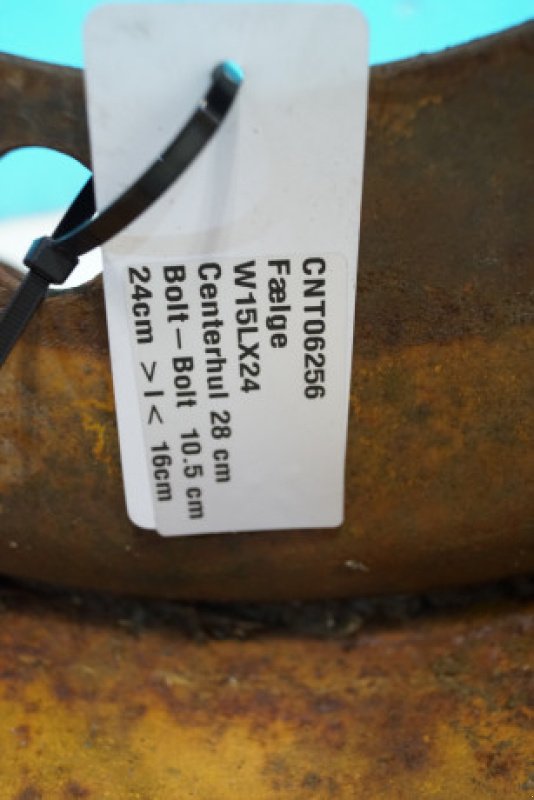 CNT06256
Fælge
W15LX24
Centerhul 28 cm
Bolt – Bolt 10.5 cm
24cm > I < 16cm